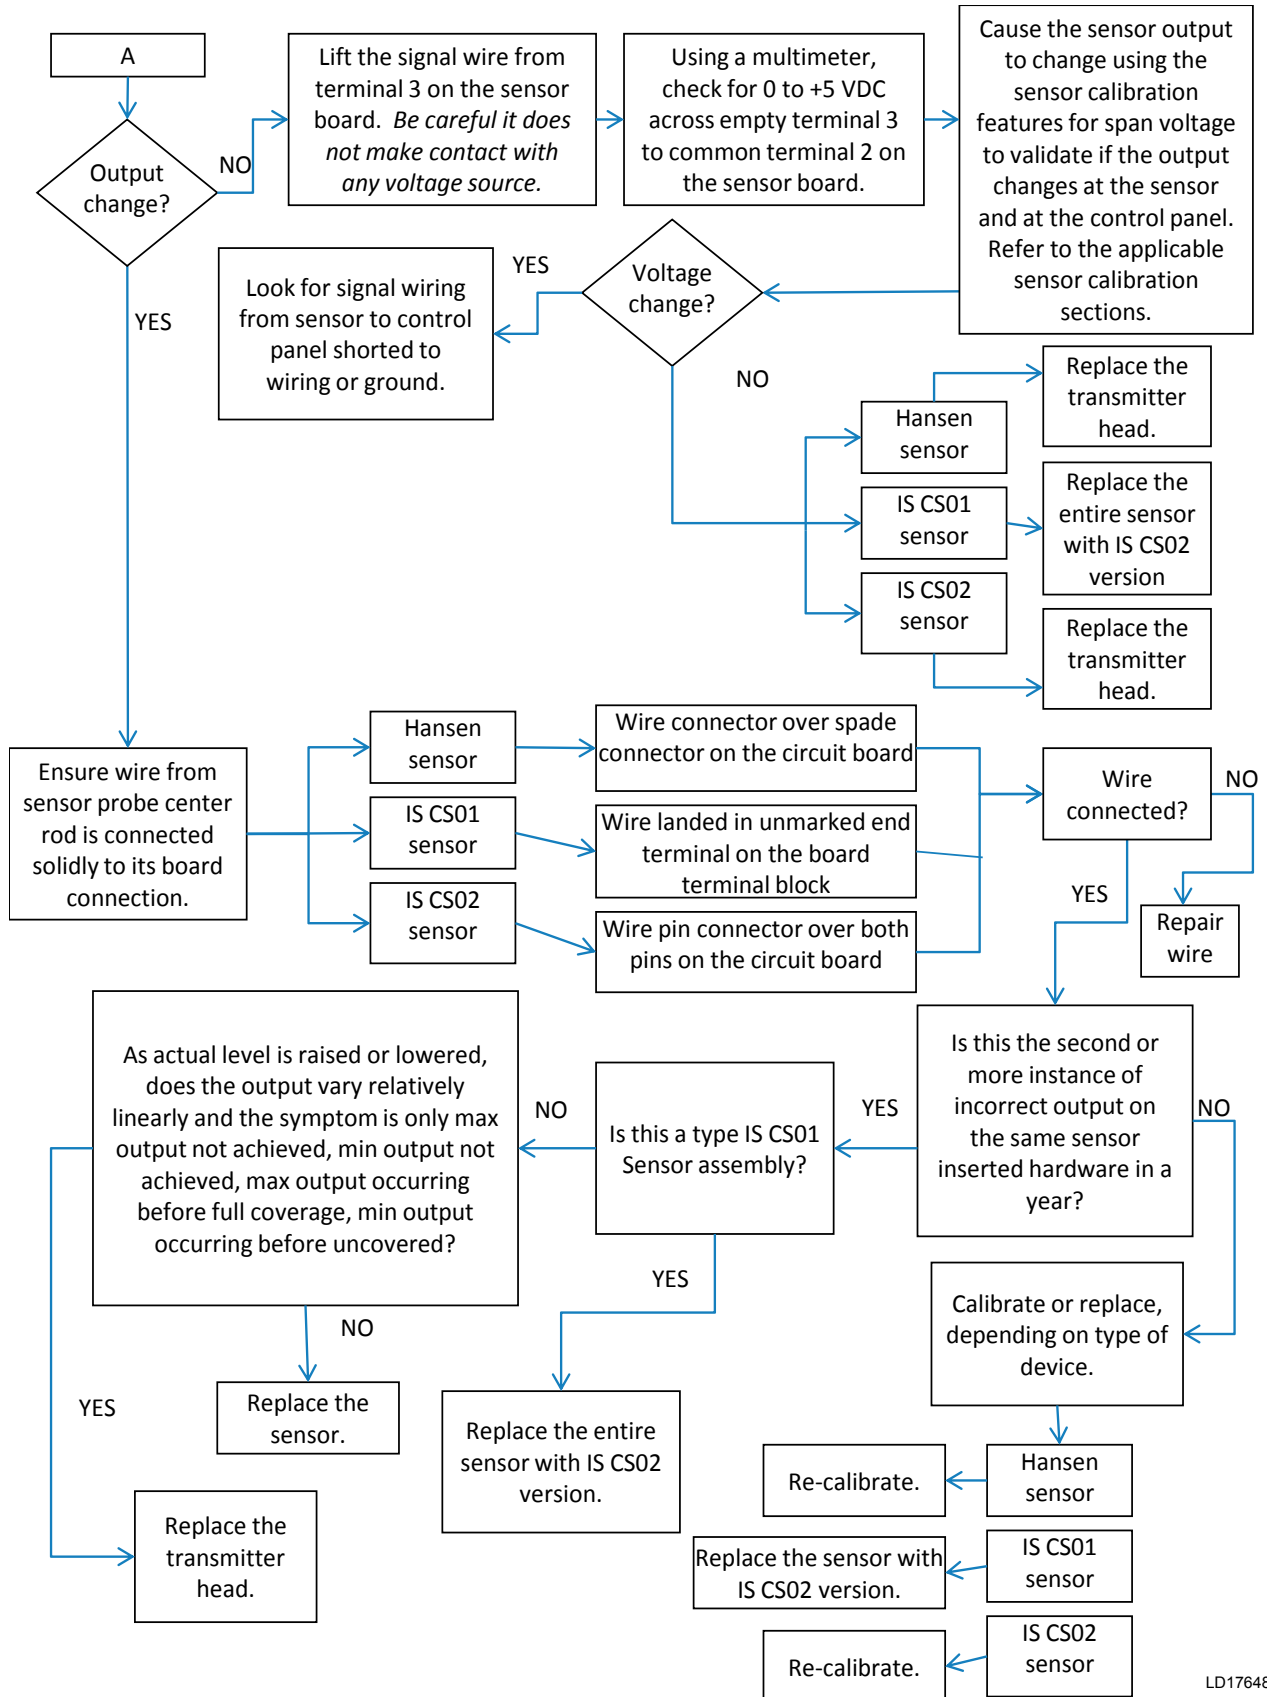 A
Output
change?
NO
Lift the signal wire from
terminal 3 on the sensor
board. Be careful it does
not make contact with
any voltage source.
Using a multimeter,
check for 0 to +5 VDC
across empty terminal 3
to common terminal 2 on
the sensor board.
Cause the sensor output
to change using the
sensor calibration
features for span voltage
to validate if the output
changes at the sensor
and at the control panel.
Refer to the applicable
sensor calibration
sections.
Voltage
change?
YES
Look for signal wiring
from sensor to control
panel shorted to
wiring or ground.
NO
Hansen
sensor
Replace the
transmitter
head.
IS CS01
sensor
Replace the
entire sensor
with IS CS02
version
IS CS02
sensor
Replace the
transmitter
head.
YES
Ensure wire from
sensor probe center
rod is connected
solidly to its board
connection.
Hansen
sensor
Wire connector over spade
connector on the circuit board
IS CS01
sensor
Wire landed in unmarked end
terminal on the board
terminal block
IS CS02
sensor
Wire pin connector over both
pins on the circuit board
Wire
connected?
NO
Repair
wire
YES
Is this the second or
more instance of
incorrect output on
the same sensor
inserted hardware in a
year?
YES
NO
Is this a type IS CS01
Sensor assembly?
NO
YES
As actual level is raised or lowered,
does the output vary relatively
linearly and the symptom is only max
output not achieved, min output not
achieved, max output occurring
before full coverage, min output
occurring before uncovered?
NO
Replace the
sensor.
YES
Replace the
transmitter
head.
Replace the entire
sensor with IS CS02
version.
Calibrate or replace,
depending on type of
device.
Hansen
sensor
Re-calibrate.
IS CS01
sensor
Replace the sensor with
IS CS02 version.
IS CS02
sensor
Re-calibrate.
LD17648